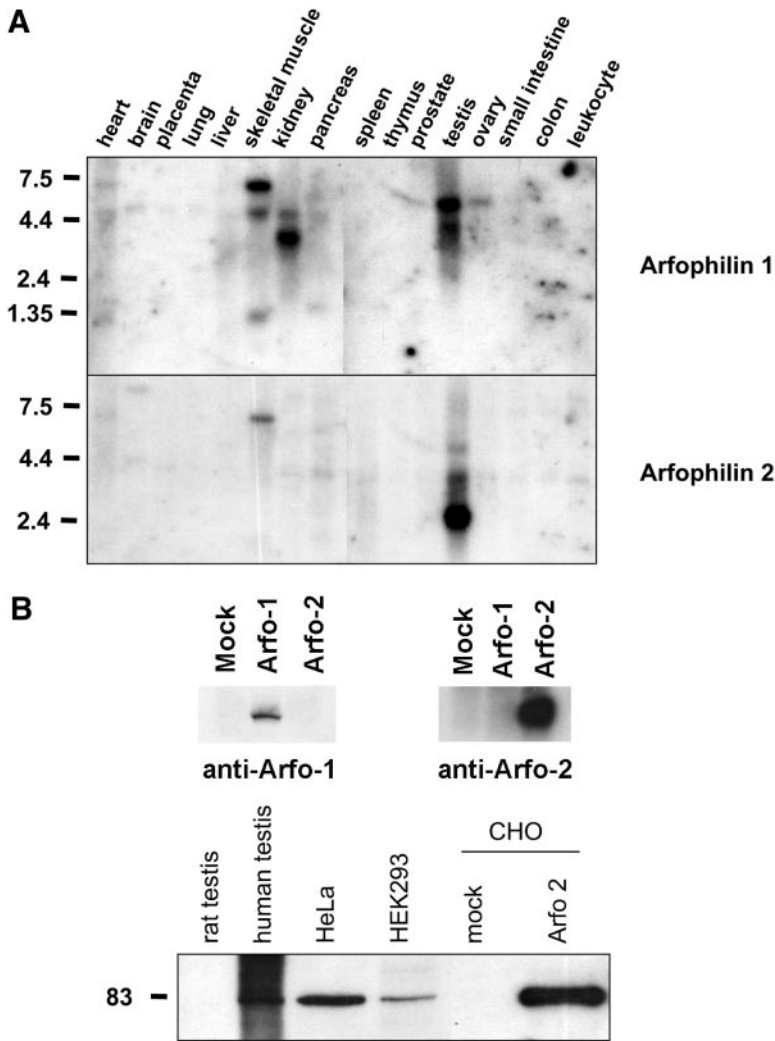 A
heart
brain
placenta
lung
liver
skeletal muscle
kidney
pancreas
spleen
thymus
prostate
testis
ovary
small intestine
colon
leukocyte
7.5
4.4
2.4
1.35
Arfophilin 1
7.5
4.4
2.4
Arfophilin 2
B
Mock
Arfo-1
Arfo-2
anti-Arfo-1
Mock
Arfo-1
Arfo-2
anti-Arfo-2
CHO
rat testis
human testis
HeLa
HEK293
mock
Arfo 2
83